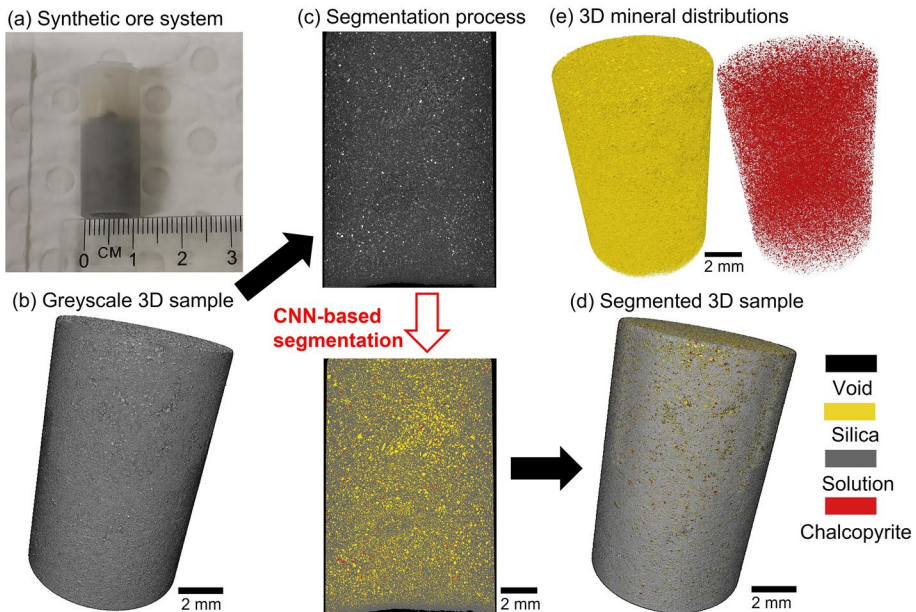 (a) Synthetic ore system
CM
0 1 2 3
(b) Greyscale 3D sample
2 mm
(c) Segmentation process
CNN-based
segmentation
2 mm
(e) 3D mineral distributions
2 mm
(d) Segmented 3D sample
2 mm
Void
Silica
Solution
Chalcopyrite